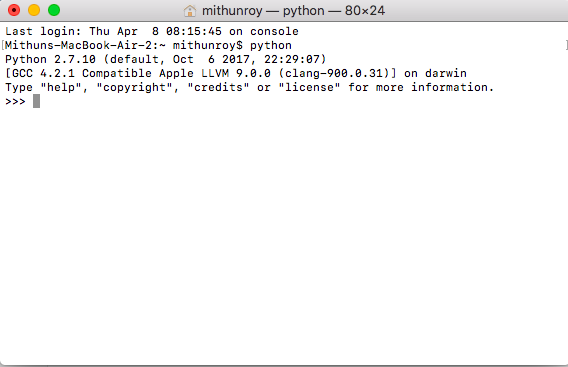 mithunroy — python — 80×24
Last login: Thu Apr  8 08:15:45 on console
[Mithuns-MacBook-Air-2:~ mithunroy$ python                                      ]
Python 2.7.10 (default, Oct  6 2017, 22:29:07)
[GCC 4.2.1 Compatible Apple LLVM 9.0.0 (clang-900.0.31)] on darwin
Type "help", "copyright", "credits" or "license" for more information.
>>>